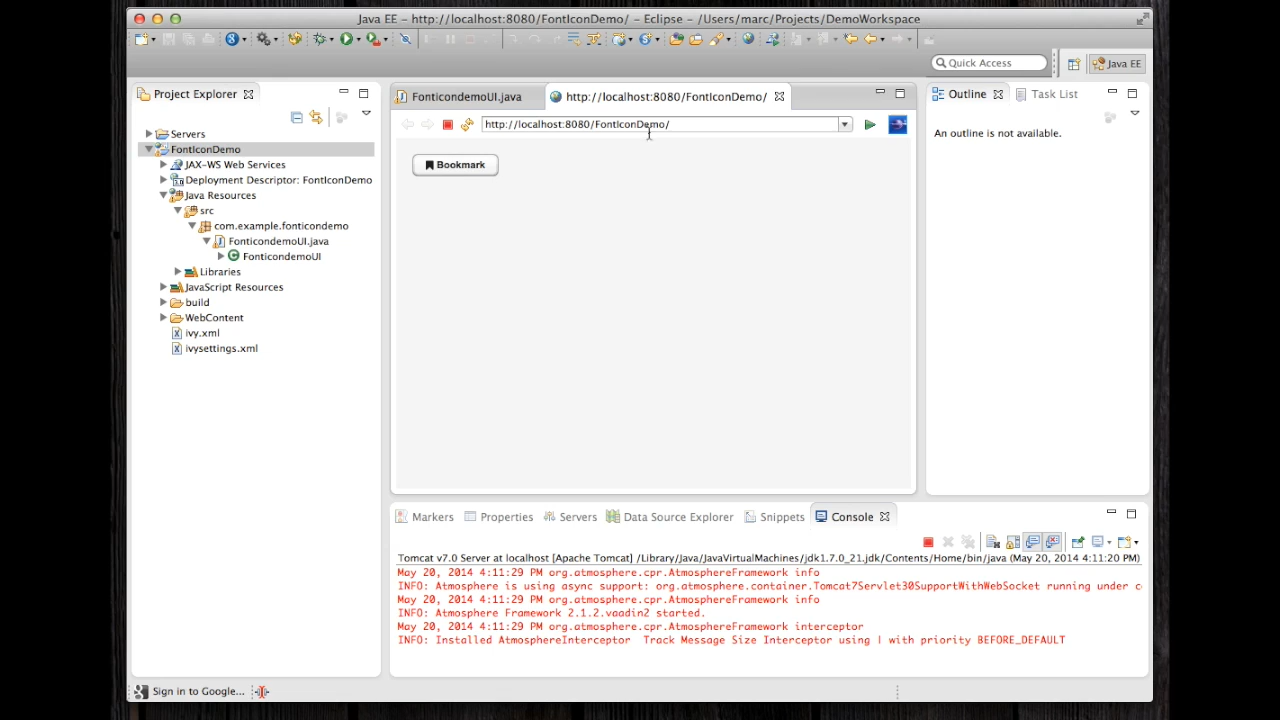 Java EE – http://localhost:8080/FontIconDemo/ – Eclipse – /Users/marc/Projects/DemoWorkspace
Quick Access
Java EE
Project Explorer
Servers
FontIconDemo
JAX-WS Web Services
Deployment Descriptor: FontIconDemo
Java Resources
src
com.example.fonticondemo
FonticondemoUI.java
FonticondemoUI
Libraries
JavaScript Resources
build
WebContent
ivy.xml
ivysettings.xml
FonticondemoUI.java
http://localhost:8080/FontIconDemo/
http://localhost:8080/FontIconDemo/
Bookmark
Outline
Task List
An outline is not available.
Markers
Properties
Servers
Data Source Explorer
Snippets
Console
Tomcat v7.0 Server at localhost [Apache Tomcat] /Library/Java/JavaVirtualMachines/jdk1.7.0_21.jdk/Contents/Home/bin/java (May 20, 2014 4:11:20 PM)
May 20, 2014 4:11:29 PM org.atmosphere.cpr.AtmosphereFramework info
INFO: Atmosphere is using async support: org.atmosphere.container.Tomcat7Servlet30SupportWithWebSocket running under c
May 20, 2014 4:11:29 PM org.atmosphere.cpr.AtmosphereFramework info
INFO: Atmosphere Framework 2.1.2.vaadin2 started.
May 20, 2014 4:11:29 PM org.atmosphere.cpr.AtmosphereFramework interceptor
INFO: Installed AtmosphereInterceptor  Track Message Size Interceptor using | with priority BEFORE_DEFAULT
Sign in to Google...